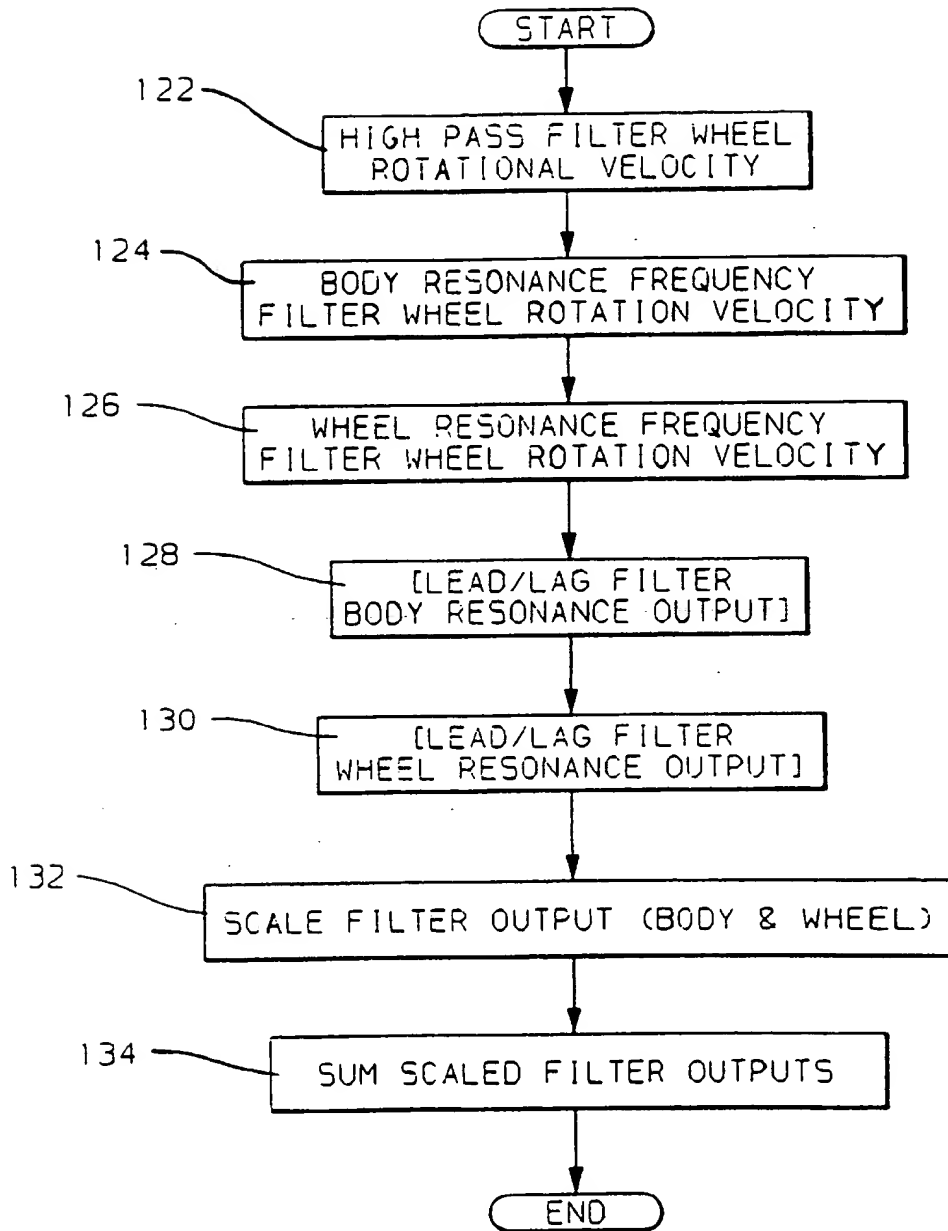 START
122
HIGH PASS FILTER WHEEL
ROTATIONAL VELOCITY
124
BODY RESONANCE FREQUENCY
FILTER WHEEL ROTATION VELOCITY
126
WHEEL RESONANCE FREQUENCY
FILTER WHEEL ROTATION VELOCITY
128
[LEAD/LAG FILTER
BODY RESONANCE OUTPUT]
130
[LEAD/LAG FILTER
WHEEL RESONANCE OUTPUT]
132
SCALE FILTER OUTPUT (BODY & WHEEL)
134
SUM SCALED FILTER OUTPUTS
END